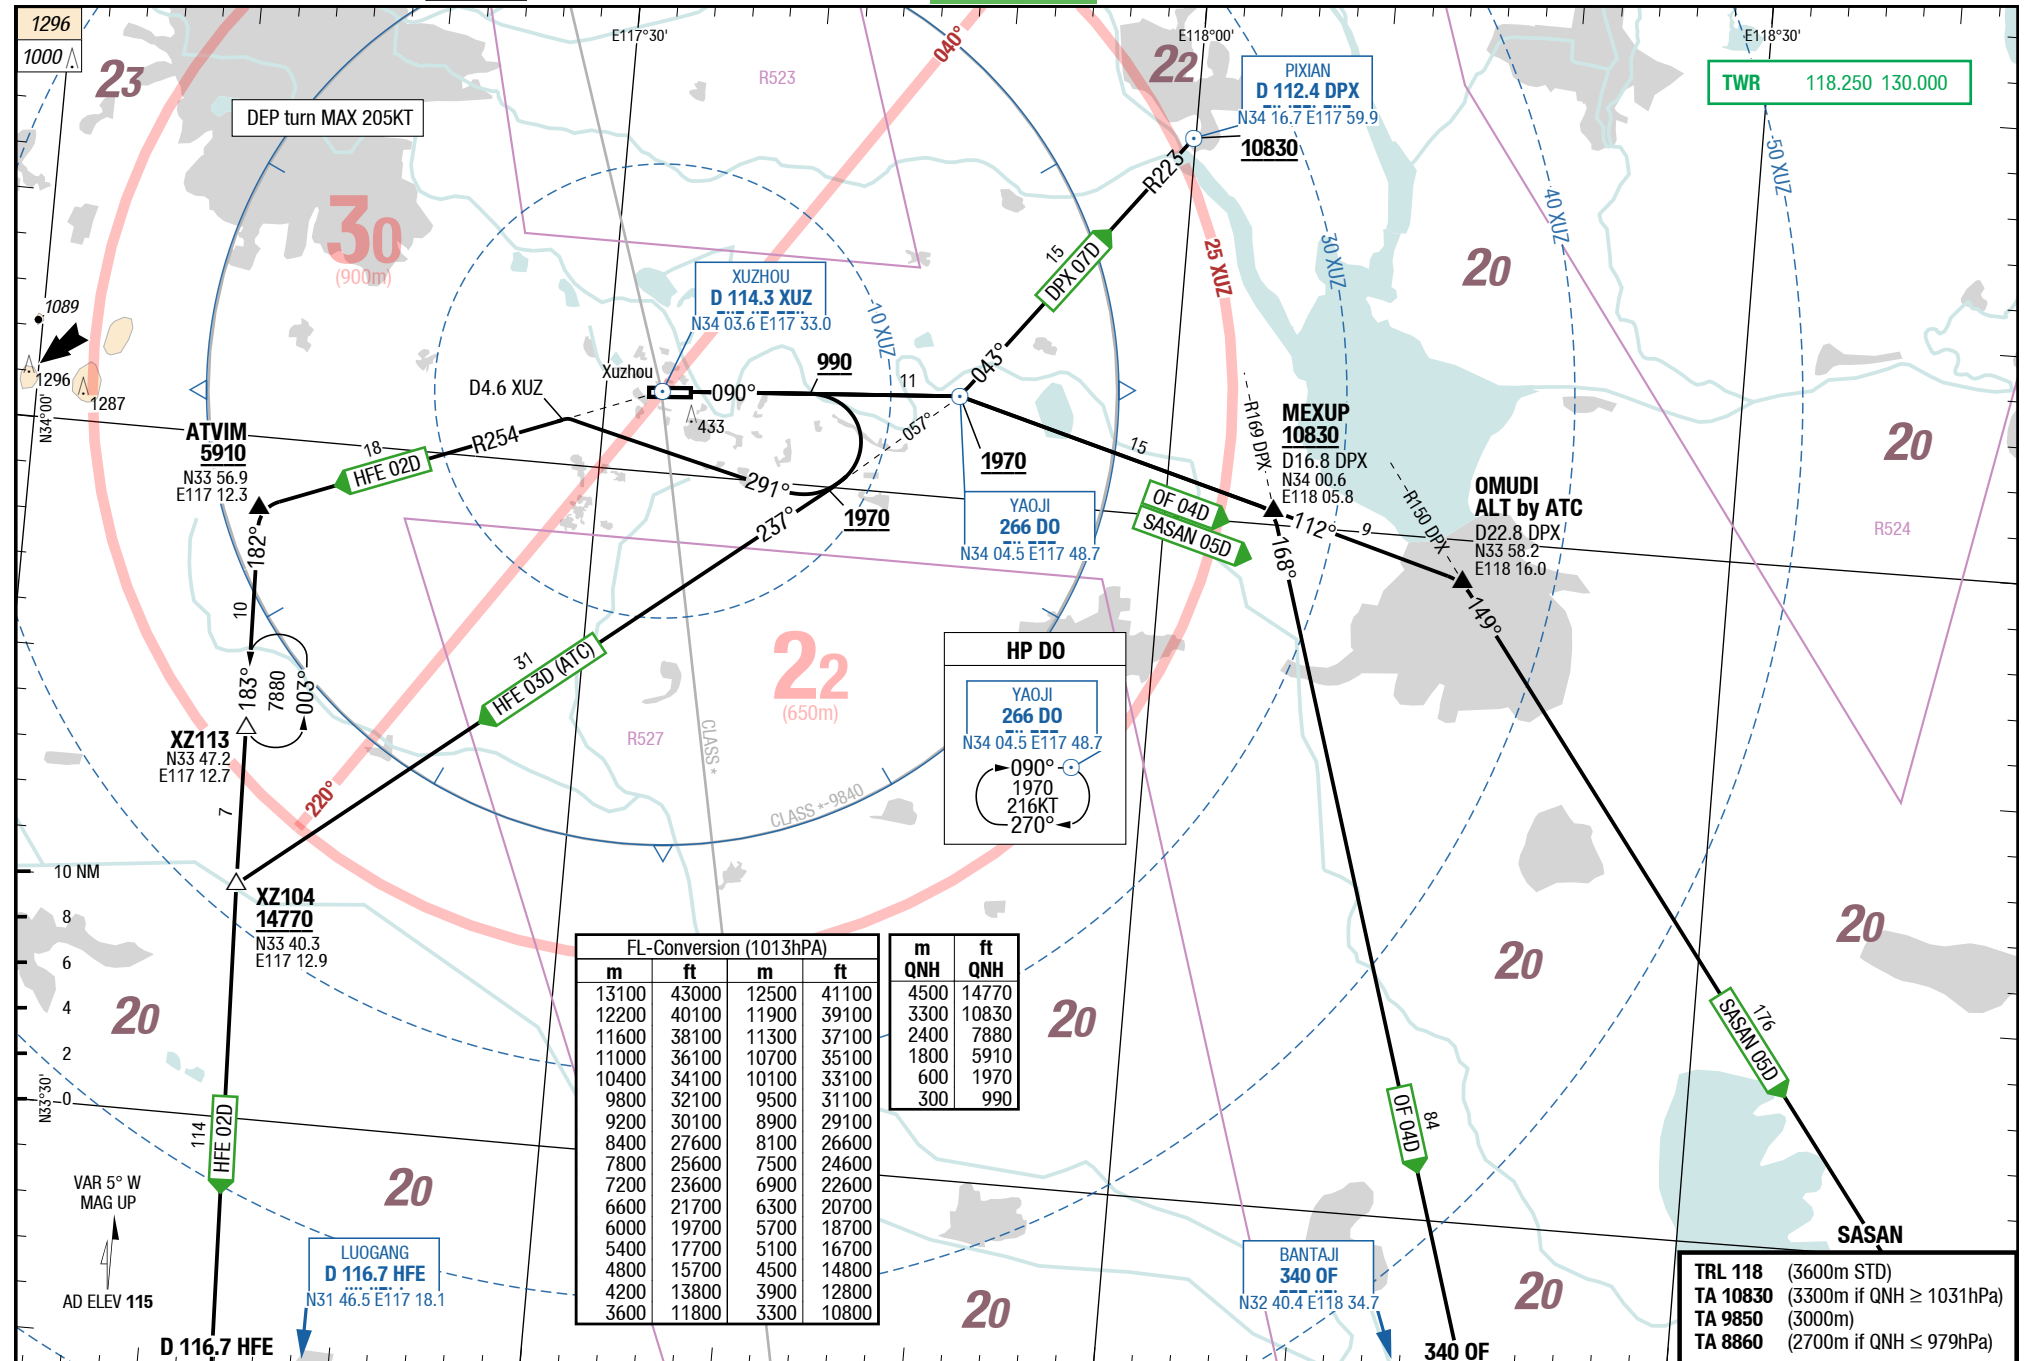 1296
1000
23
DEP turn MAX 205KT
E117°30'
R523
040°
22
E118°00'
PIXIAN
D 112.4 DPX
N34 16.7 E117 59.9
10830
E118°30'
TWR 118.250 130.000
50 XUZ
40 XUZ
30 XUZ
25 XUZ
10 XUZ
R223
15
DPX 07D
043°
30
(900m)
20
1089
1296
1287
N34°00'
XUZHOU
D 114.3 XUZ
N34 03.6 E117 33.0
Xuzhou
D4.6 XUZ
090°
990
11
433
057°
ATVIM
5910
N33 56.9
E117 12.3
18
HFE 02D
R254
291°
237°
1970
1970
15
R169 DPX
MEXUP
10830
D16.8 DPX
N34 00.6
E118 05.8
OF 04D
SASAN 05D
112°
9
168°
R150 DPX
OMUDI
ALT by ATC
D22.8 DPX
N33 58.2
E118 16.0
149°
20
R524
YAOJI
266 DO
N34 04.5 E117 48.7
182°
10
183°
7880
003°
31
HFE 03D (ATC)
22
(650m)
R527
CLASS *
CLASS *-9840
HP DO
YAOJI
266 DO
N34 04.5 E117 48.7
090°
1970
216KT
270°
XZ113
N33 47.2
E117 12.7
7
220°
XZ104
14770
N33 40.3
E117 12.9
10 NM
8
6
4
2
0
N33°30'
20
114
HFE 02D
VAR 5° W
MAG UP
AD ELEV 115
20
LUOGANG
D 116.7 HFE
N31 46.5 E117 18.1
D 116.7 HFE
FL-Conversion (1013hPA)
m ft m ft
13100 43000 12500 41100
12200 40100 11900 39100
11600 38100 11300 37100
11000 36100 10700 35100
10400 34100 10100 33100
9800 32100 9500 31100
9200 30100 8900 29100
8400 27600 8100 26600
7800 25600 7500 24600
7200 23600 6900 22600
6600 21700 6300 20700
6000 19700 5700 18700
5400 17700 5100 16700
4800 15700 4500 14800
4200 13800 3900 12800
3600 11800 3300 10800
m ft
QNH QNH
4500 14770
3300 10830
2400 7880
1800 5910
600 1970
300 990
20
20
20
20
20
84
OF 04D
176
SASAN 05D
BANTAJI
340 OF
N32 40.4 E118 34.7
340 OF
SASAN
TRL 118 (3600m STD)
TA 10830 (3300m if QNH ≥ 1031hPa)
TA 9850 (3000m)
TA 8860 (2700m if QNH ≤ 979hPa)